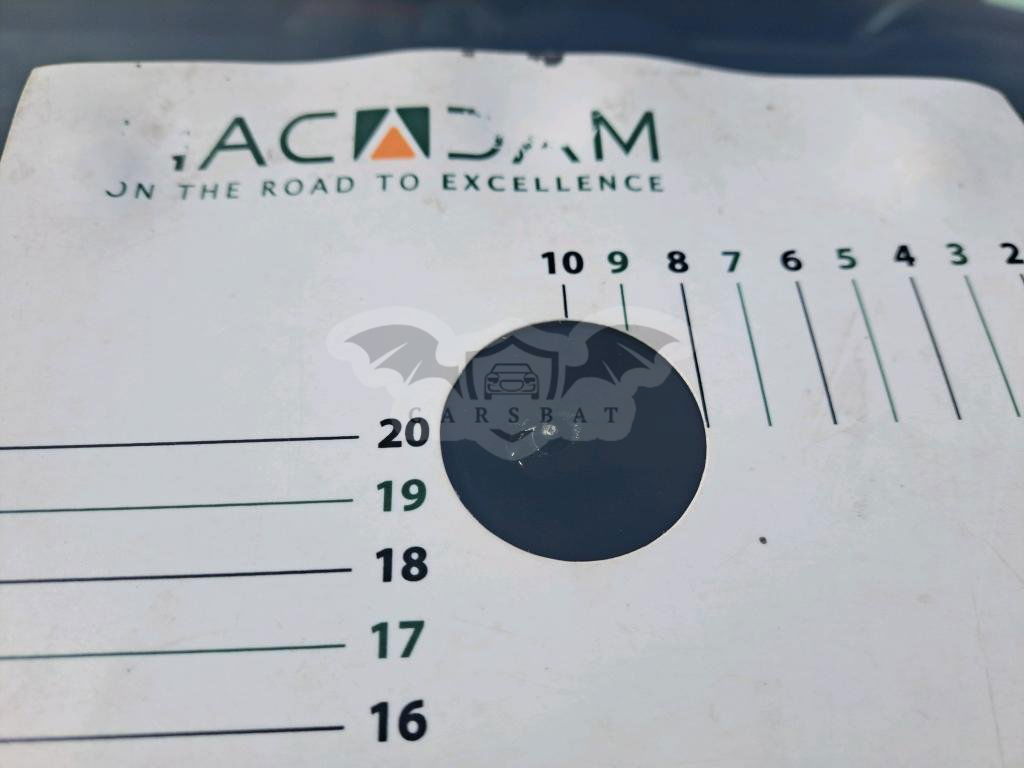 ACADAM
ON THE ROAD TO EXCELLENCE
10 9 8 7 6 5 4 3 2
CARSBAT
20
19
18
17
16